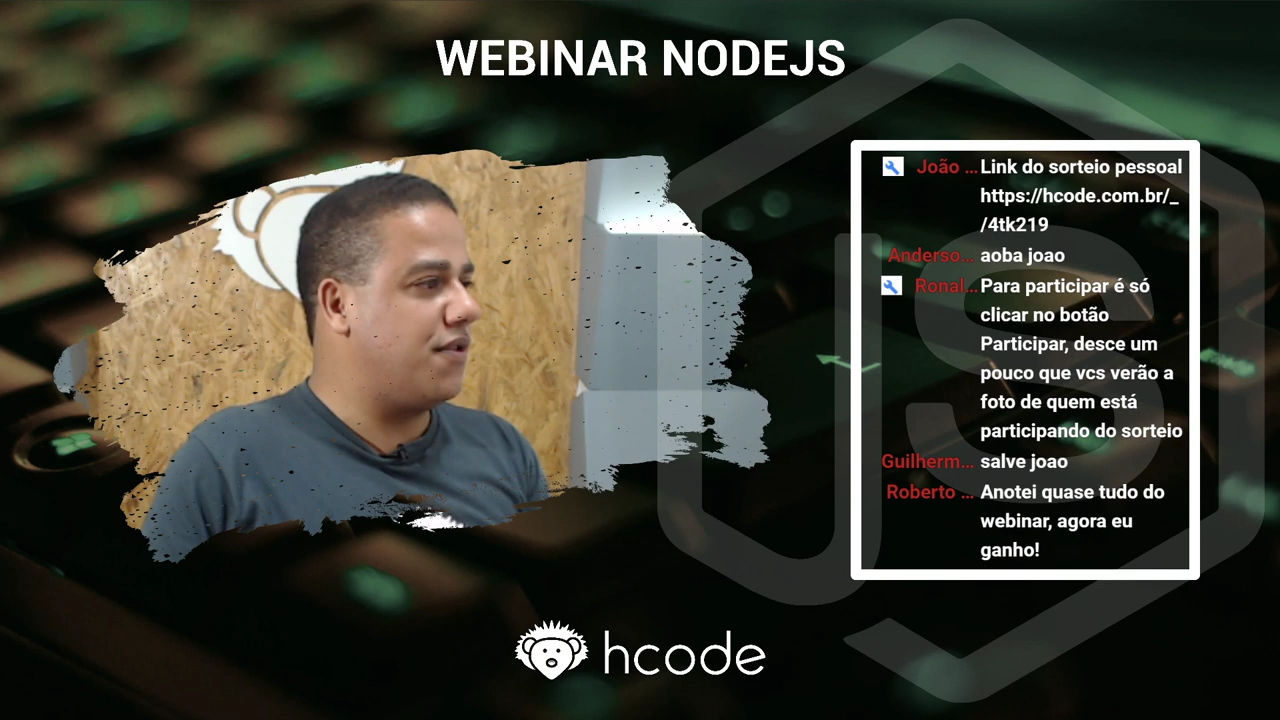 WEBINAR NODEJS
João ... Link do sorteio pessoal
https://hcode.com.br/_
/4tk219
Anderso... aoba joao
Ronal... Para participar é só
clicar no botão
Participar, desce um
pouco que vcs verão a
foto de quem está
participando do sorteio
Guilherm... salve joao
Roberto ... Anotei quase tudo do
webinar, agora eu
ganho!
JS
hcode